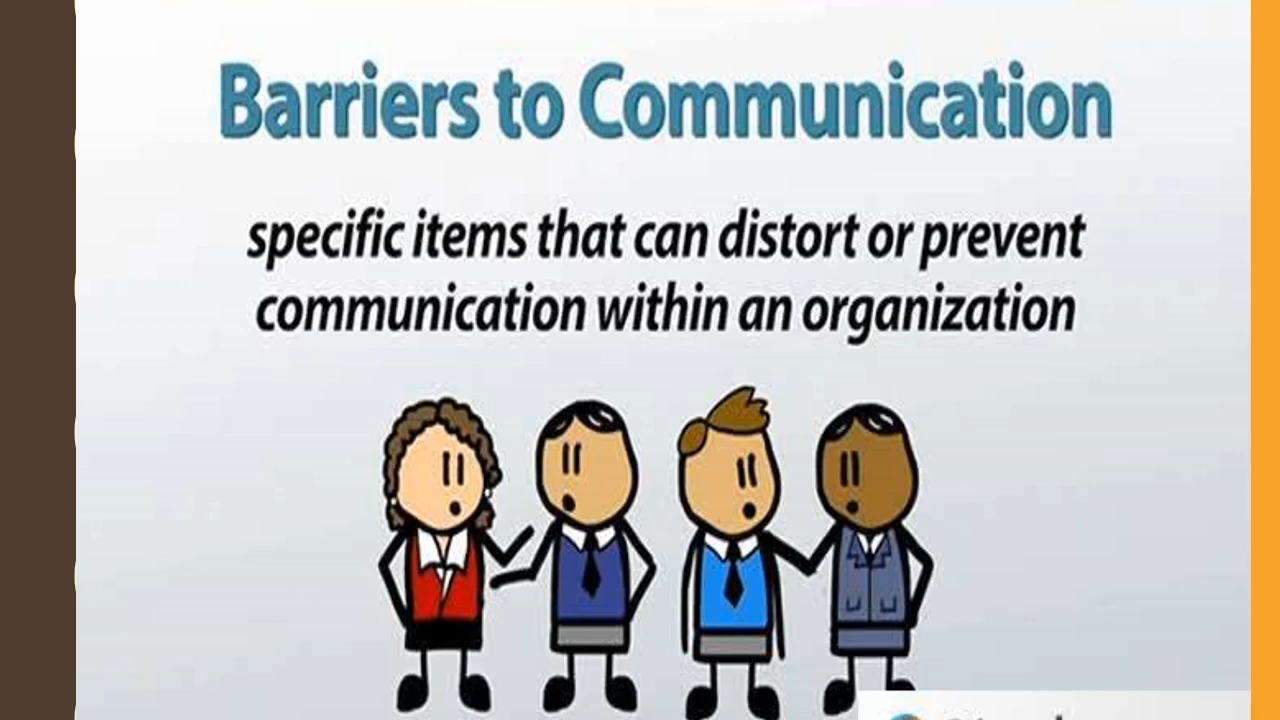 Barriers to Communication
specific items that can distort or prevent
communication within an organization